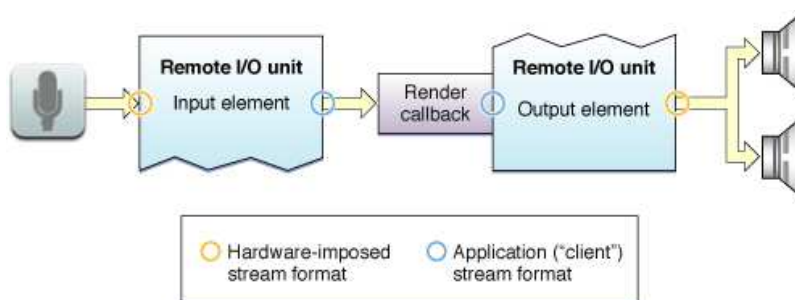 Remote I/O unit
Input element
Render
callback
Remote I/O unit
Output element
Hardware-imposed
stream format
Application (“client”)
stream format